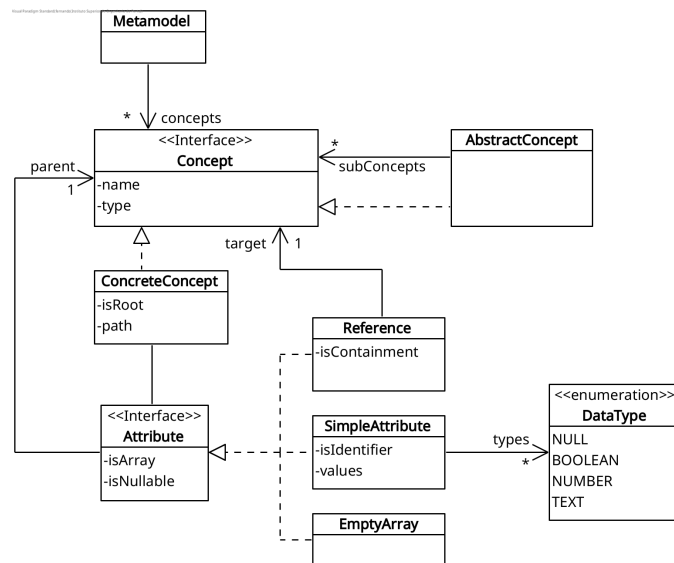 Metamodel
* concepts
<<Interface>>
Concept
-name
-type
AbstractConcept
*
subConcepts
parent
1
target 1
ConcreteConcept
-isRoot
-path
Reference
-isContainment
<<Interface>>
Attribute
-isArray
-isNullable
SimpleAttribute
-isIdentifier
-values
types
*
<<enumeration>>
DataType
NULL
BOOLEAN
NUMBER
TEXT
EmptyArray